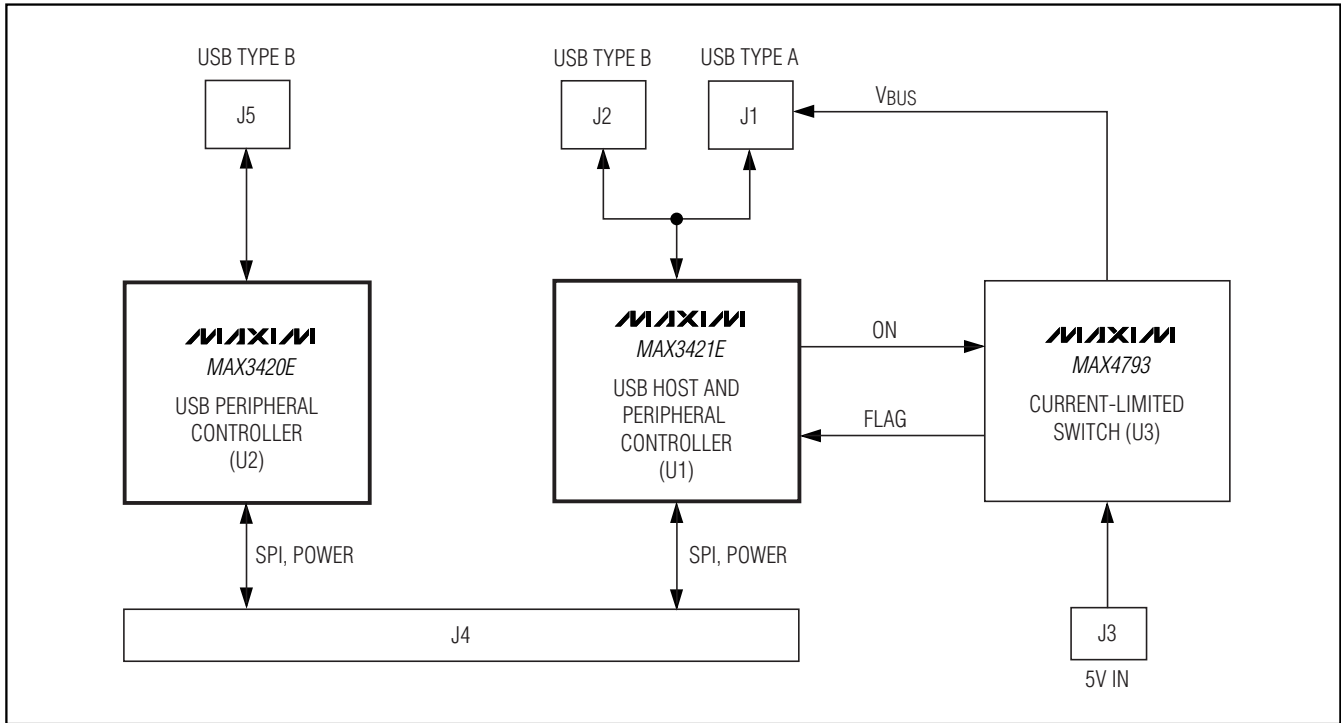 USB TYPE B
J5
USB TYPE B
J2
USB TYPE A
J1
VBUS
MAXIM
MAX3420E
USB PERIPHERAL
CONTROLLER
(U2)
MAXIM
MAX3421E
USB HOST AND
PERIPHERAL
CONTROLLER
(U1)
ON
FLAG
MAXIM
MAX4793
CURRENT-LIMITED
SWITCH (U3)
SPI, POWER
SPI, POWER
J4
J3
5V IN